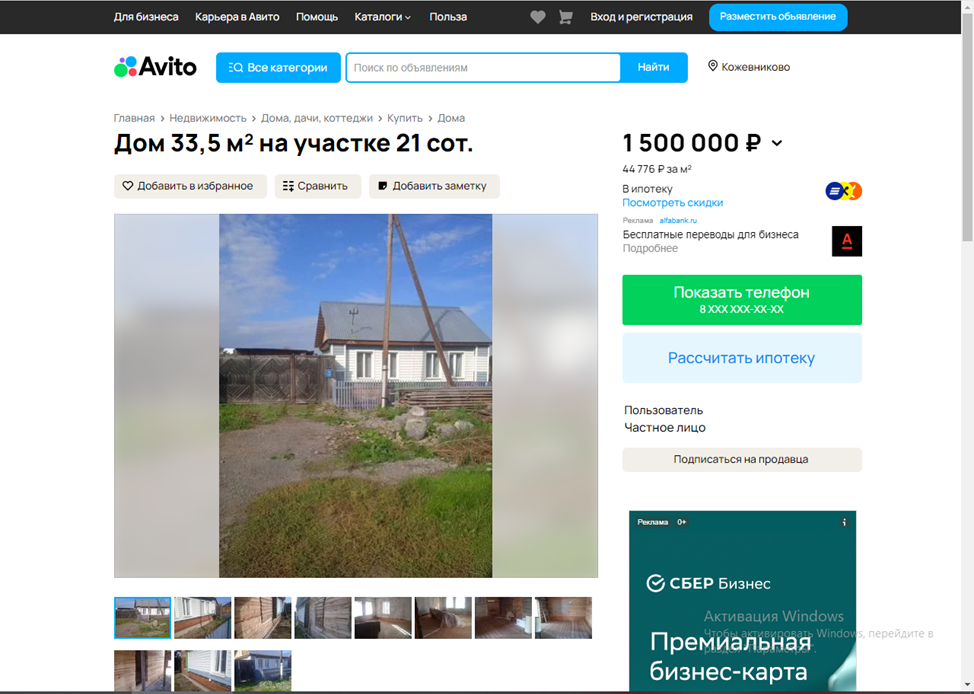 Для бизнеса Карьера в Авито Помощь Каталоги Польза Вход и регистрация Разместить объявление
Avito Все категории Поиск по объявлениям Найти Кожевниково
Главная > Недвижимость > Дома, дачи, коттеджи > Купить > Дома
Дом 33,5 м² на участке 21 сот.
Добавить в избранное Сравнить Добавить заметку
1 500 000 ₽
44 776 ₽ за м²
В ипотеку
Посмотреть скидки
Реклама alfabank.ru
Бесплатные переводы для бизнеса
Подробнее
А
Показать телефон
8 XXX XXX-XX-XX
Рассчитать ипотеку
Пользователь
Частное лицо
Подписаться на продавца
Реклама 0+
СБЕР Бизнес
Активация Windows
Чтобы активировать Windows, перейдите в
раздел "Параметры".
Премиальная
бизнес-карта